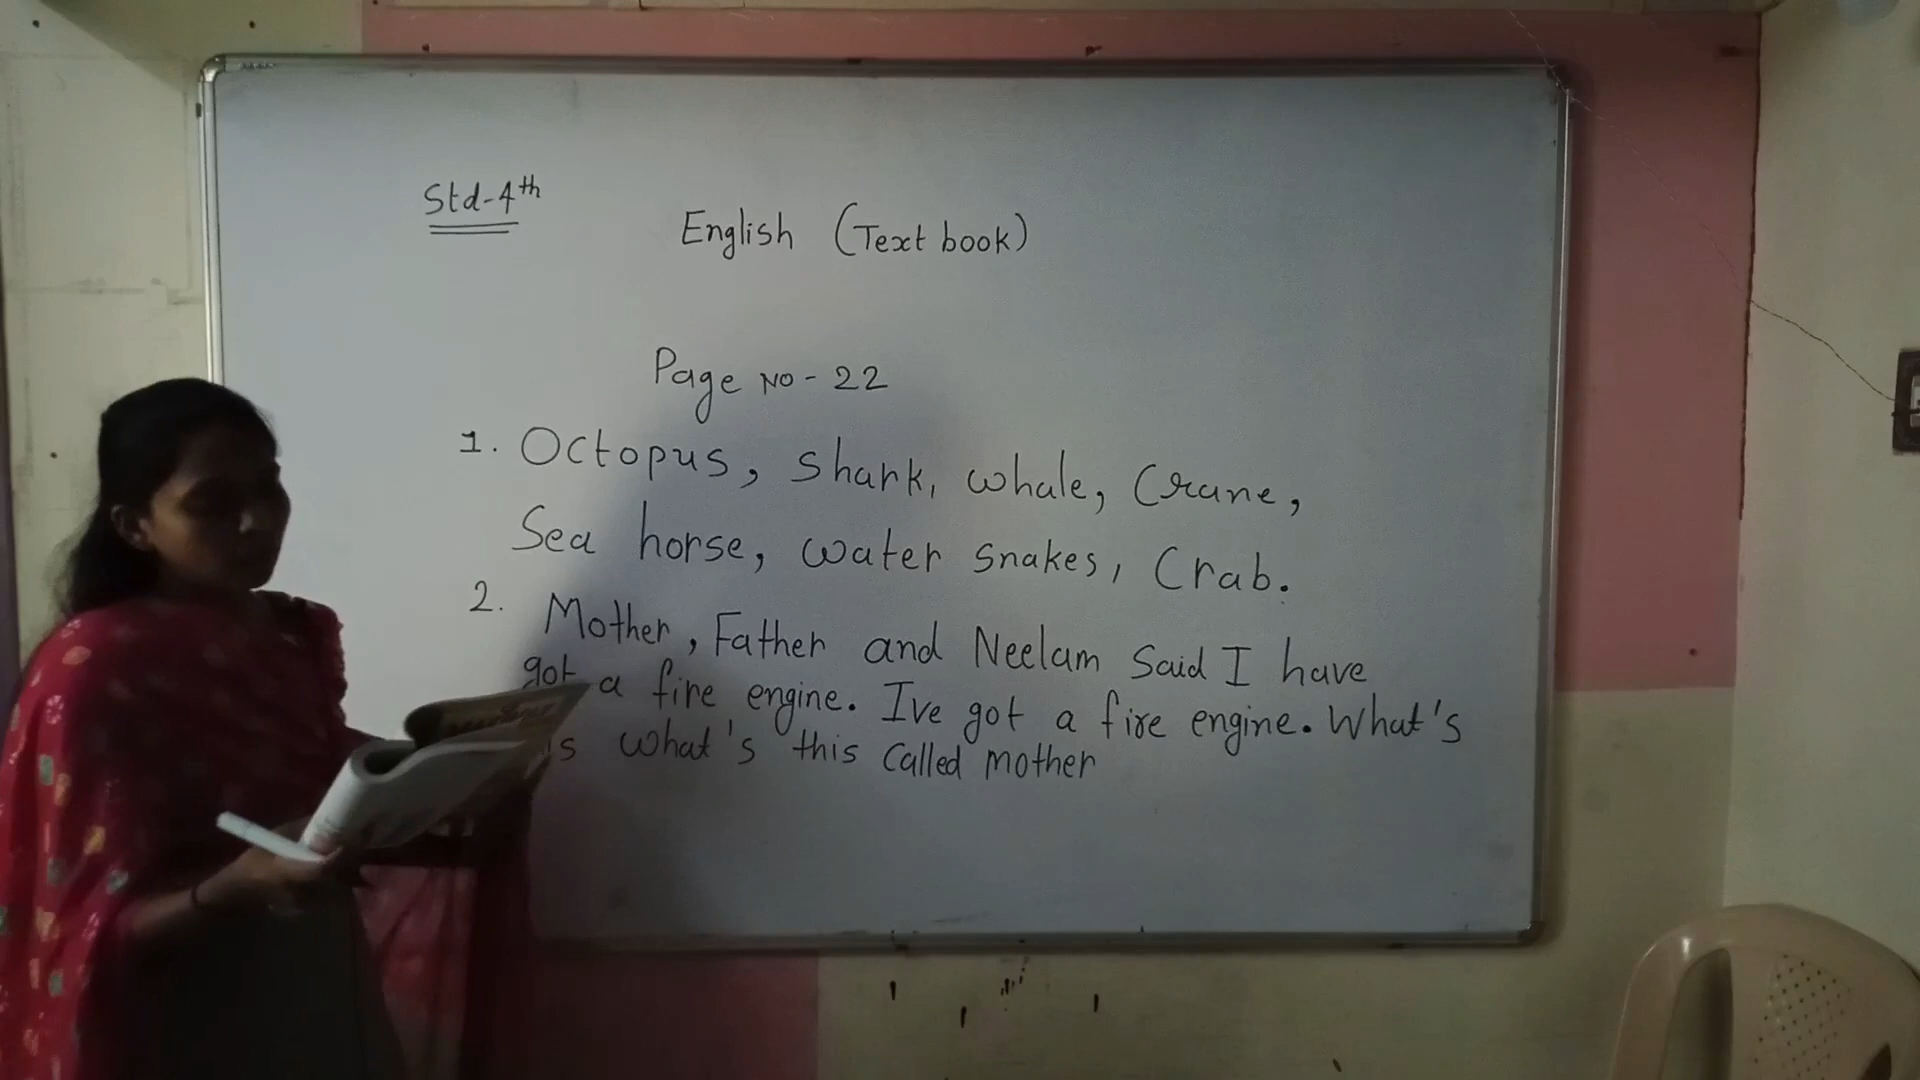 Std-4th
English (Text book)
Page No - 22
1. Octopus, Shark, Whale, Crane,
Sea horse, water snakes, Crab.
2. Mother, Father and Neelam Said I have
got a fire engine. I've got a fire engine. What's
what's this called mother